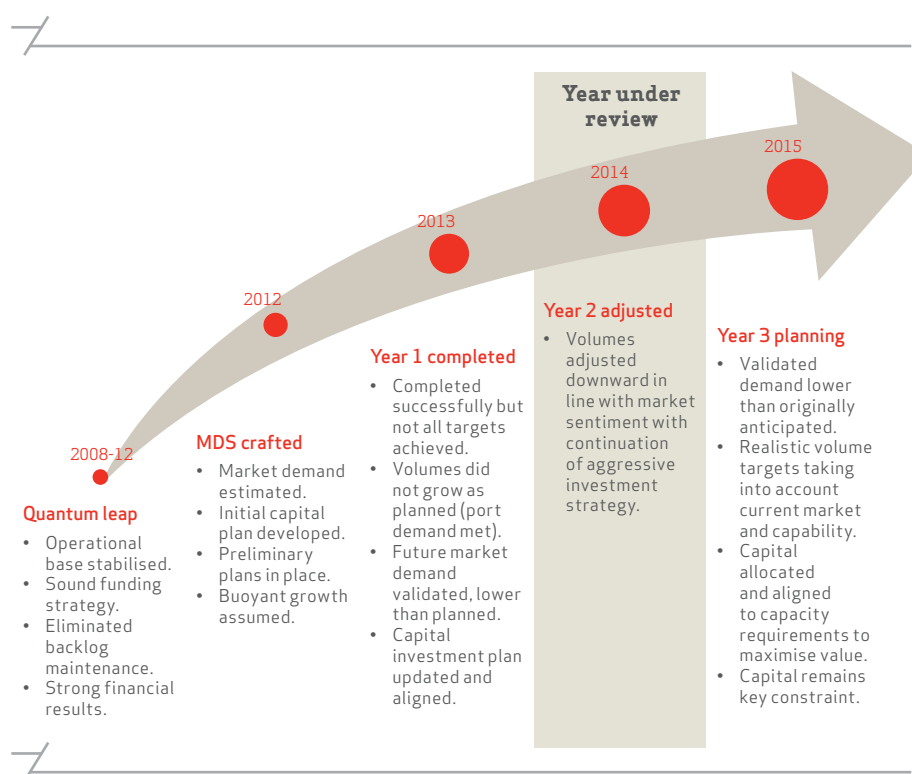 Year under
review
2008-12
Quantum leap
• Operational
base stabilised.
• Sound funding
strategy.
• Eliminated
backlog
maintenance.
• Strong financial
results.
2012
MDS crafted
• Market demand
estimated.
• Initial capital
plan developed.
• Preliminary
plans in place.
• Buoyant growth
assumed.
2013
Year 1 completed
• Completed
successfully but
not all targets
achieved.
• Volumes did
not grow as
planned (port
demand met).
• Future market
demand
validated, lower
than planned.
• Capital
investment plan
updated and
aligned.
2014
Year 2 adjusted
• Volumes
adjusted
downward in
line with market
sentiment with
continuation
of aggressive
investment
strategy.
2015
Year 3 planning
• Validated
demand lower
than originally
anticipated.
• Realistic volume
targets taking
into account
current market
and capability.
• Capital
allocated
and aligned
to capacity
requirements to
maximise value.
• Capital remains
key constraint.